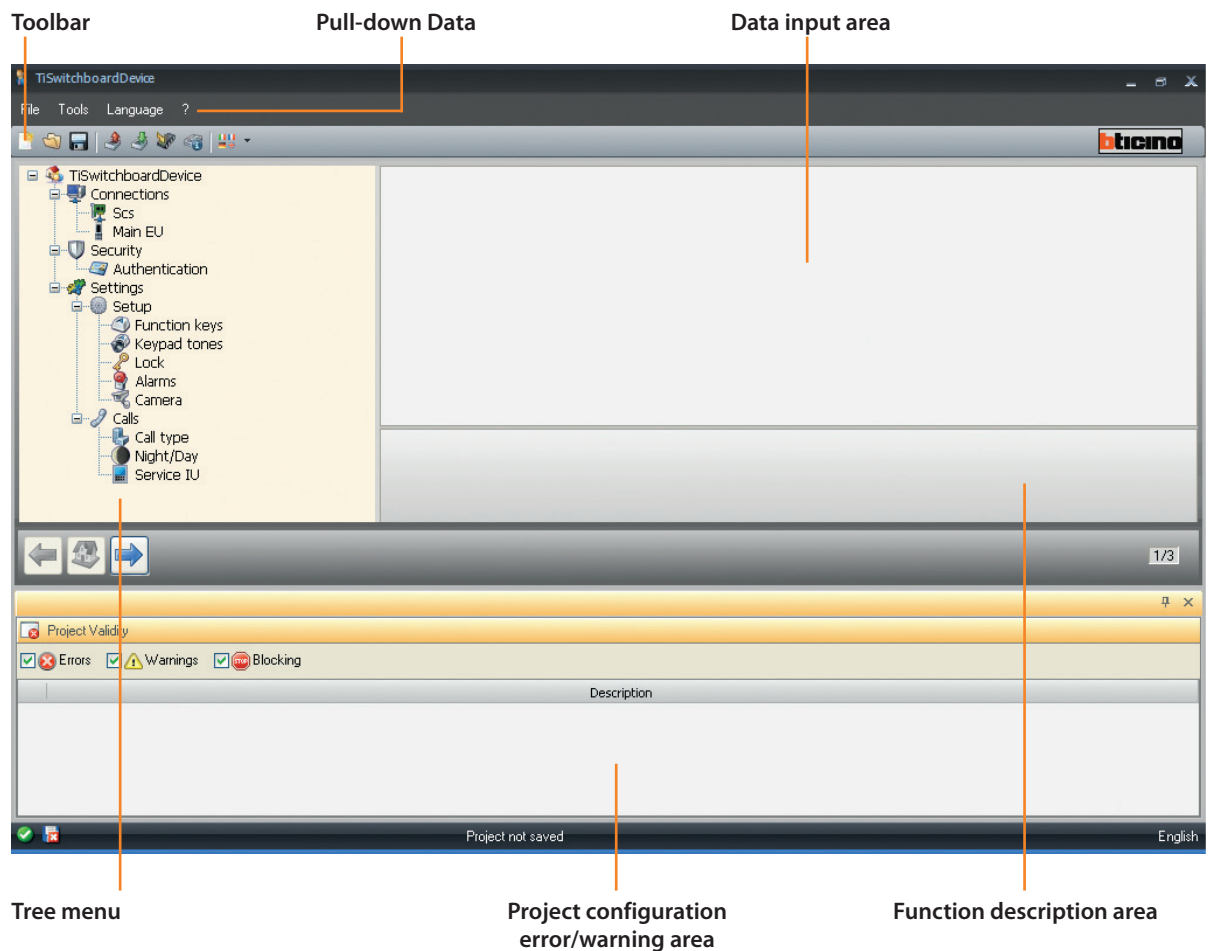 Toolbar
Pull-down Data
Data input area
TiSwitchboardDevice
File Tools Language ?
bticino
TiSwitchboardDevice
Connections
Scs
Main EU
Security
Authentication
Settings
Setup
Function keys
Keypad tones
Lock
Alarms
Camera
Calls
Call type
Night/Day
Service IU
1/3
Project Validity
Errors Warnings STOP Blocking
Description
Project not saved
English
Tree menu
Project configuration
error/warning area
Function description area